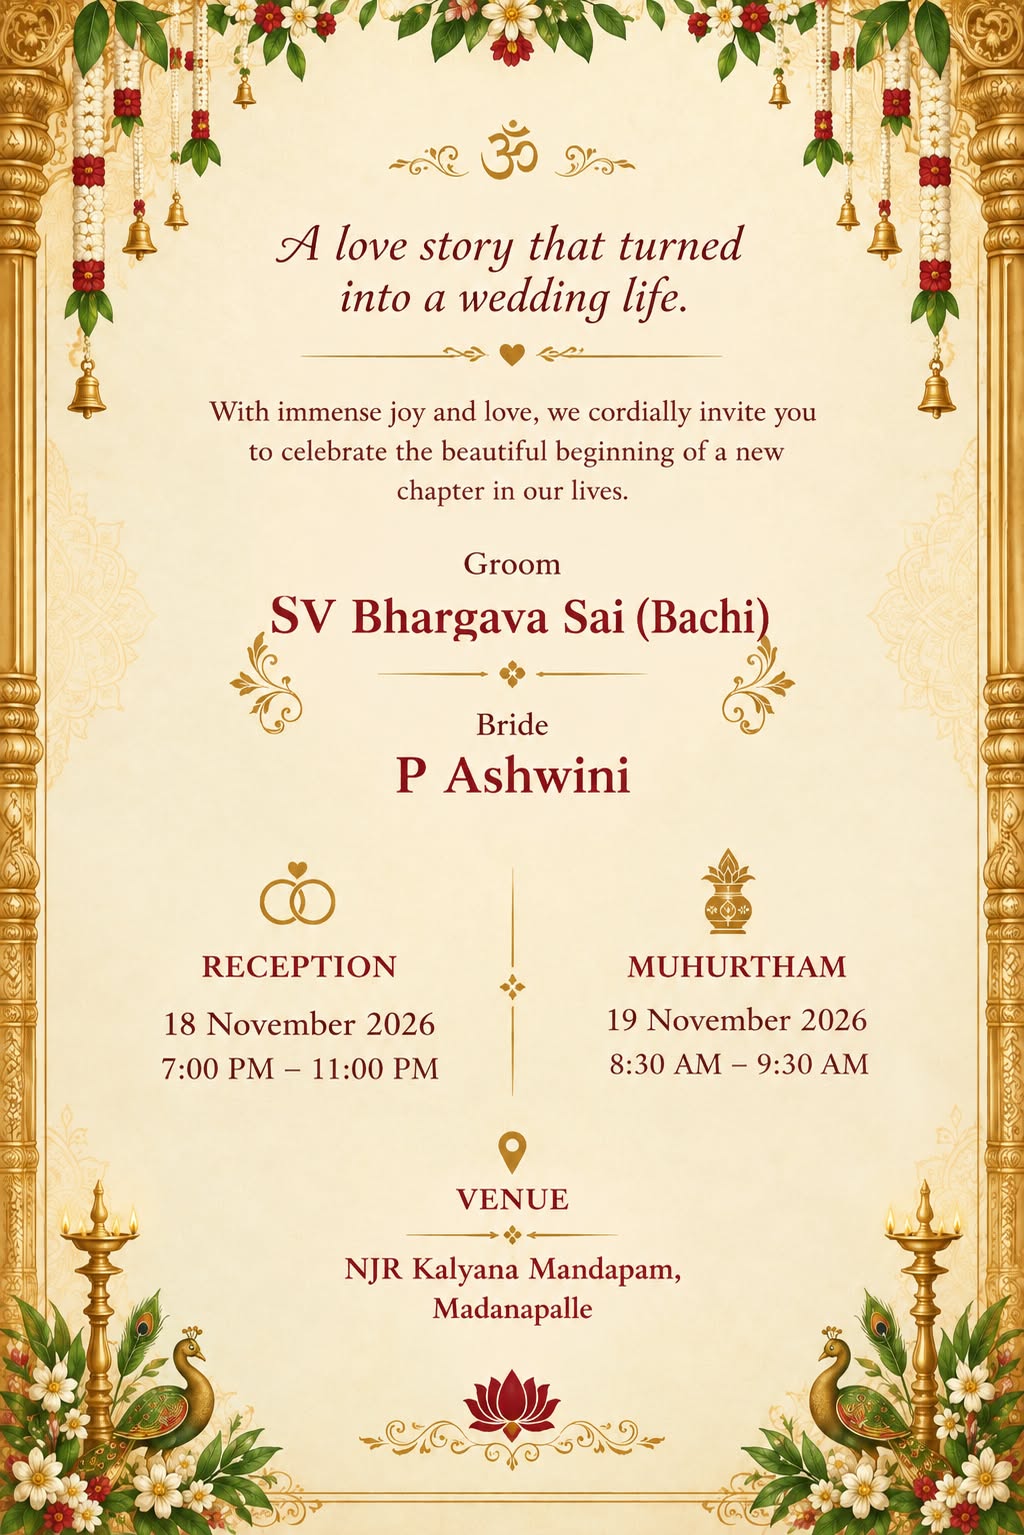 ॐ
A love story that turned
into a wedding life.
With immense joy and love, we cordially invite you
to celebrate the beautiful beginning of a new
chapter in our lives.
Groom
SV Bhargava Sai (Bachi)
Bride
P Ashwini
RECEPTION
18 November 2026
7:00 PM – 11:00 PM
MUHURTHAM
19 November 2026
8:30 AM – 9:30 AM
VENUE
NJR Kalyana Mandapam,
Madanapalle